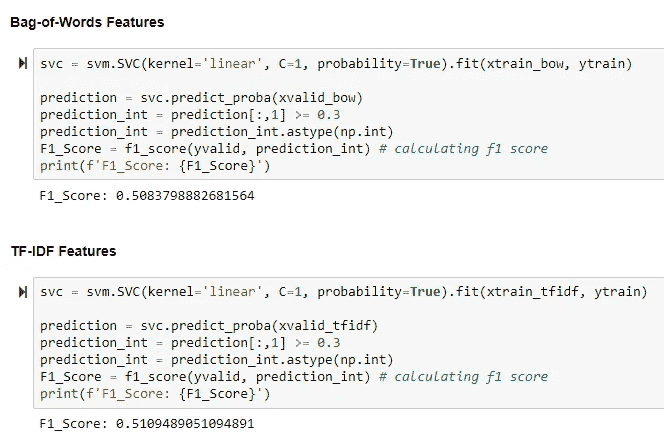 Bag-of-Words Features
svc = svm.SVC(kernel='linear', C=1, probability=True).fit(xtrain_bow, ytrain)
prediction = svc.predict_proba(xvalid_bow)
prediction_int = prediction[:,1] >= 0.3
prediction_int = prediction_int.astype(np.int)
F1_Score = f1_score(yvalid, prediction_int) # calculating f1 score
print(f'F1_Score: {F1_Score}')
F1_Score: 0.5083798882681564
TF-IDF Features
svc = svm.SVC(kernel='linear', C=1, probability=True).fit(xtrain_tfidf, ytrain)
prediction = svc.predict_proba(xvalid_tfidf)
prediction_int = prediction[:,1] >= 0.3
prediction_int = prediction_int.astype(np.int)
F1_Score = f1_score(yvalid, prediction_int) # calculating f1 score
print(f'F1_Score: {F1_Score}')
F1_Score: 0.5109489051094891